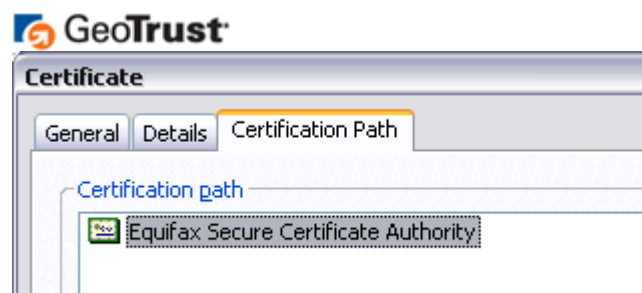 GeoTrust
Certificate
General Details Certification Path
Certification path
Equifax Secure Certificate Authority